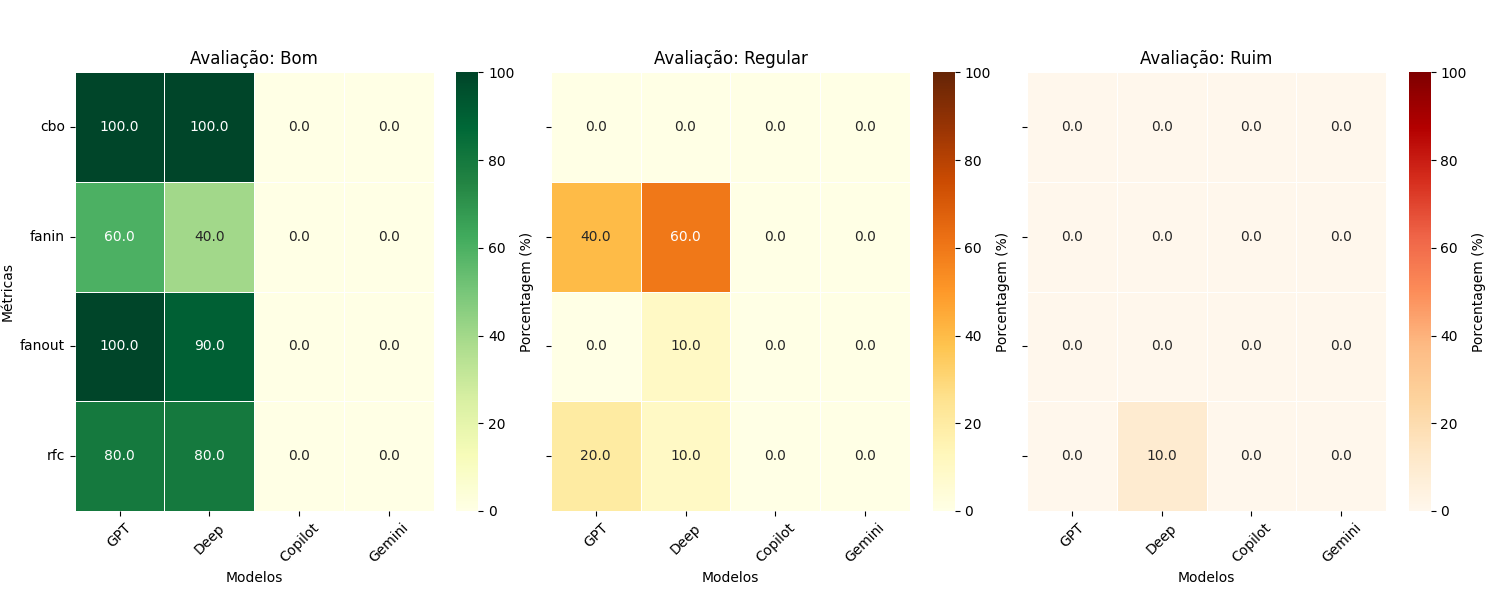 Avaliação: Bom
Métricas
cbo 100.0 100.0 0.0 0.0
fanin 60.0 40.0 0.0 0.0
fanout 100.0 90.0 0.0 0.0
rfc 80.0 80.0 0.0 0.0
GPT Deep Copilot Gemini
Modelos
100
80
60
40
20
0
Porcentagem (%)
Avaliação: Regular
0.0 0.0 0.0 0.0
40.0 60.0 0.0 0.0
0.0 10.0 0.0 0.0
20.0 10.0 0.0 0.0
GPT Deep Copilot Gemini
Modelos
100
80
60
40
20
0
Porcentagem (%)
Avaliação: Ruim
0.0 0.0 0.0 0.0
0.0 0.0 0.0 0.0
0.0 0.0 0.0 0.0
0.0 10.0 0.0 0.0
GPT Deep Copilot Gemini
Modelos
100
80
60
40
20
0
Porcentagem (%)